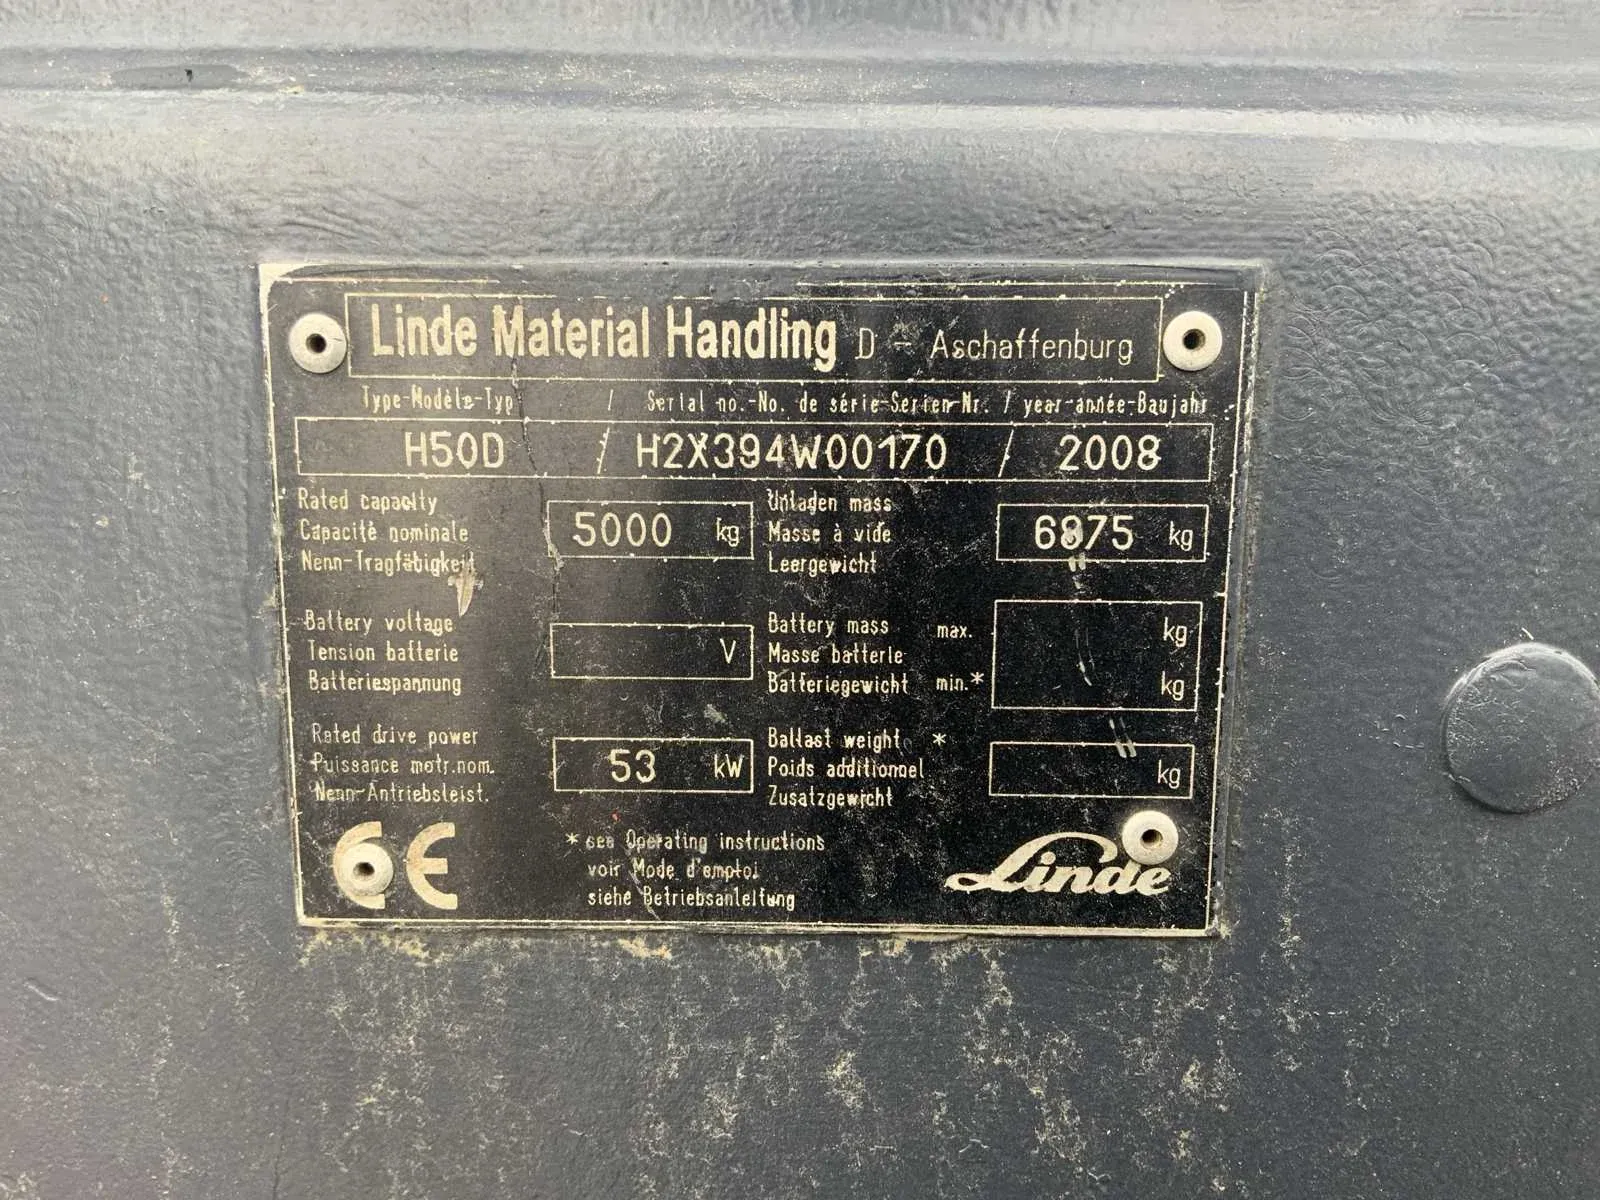 Linde Material Handling D - Aschaffenburg
Type-Modèle-Typ / Serial no.-No. de série-Serien-Nr. / year-année-Baujahr
H50D / H2X394W00170 / 2008
Rated capacity
Capacité nominale
Nenn-Tragfähigkeit
5000 kg
Unladen mass
Masse à vide
Leergewicht
6875 kg
Battery voltage
Tension batterie
Batteriespannung
V
Battery mass max. kg
Masse batterie
Batteriegewicht min.* kg
Rated drive power
Puissance motr.nom.
Nenn-Antriebsleist.
53 kW
Ballast weight *
Poids additionnel
Zusatzgewicht
kg
CE
* see Operating instructions
voir Mode d'emploi
siehe Betriebsanleitung
Linde